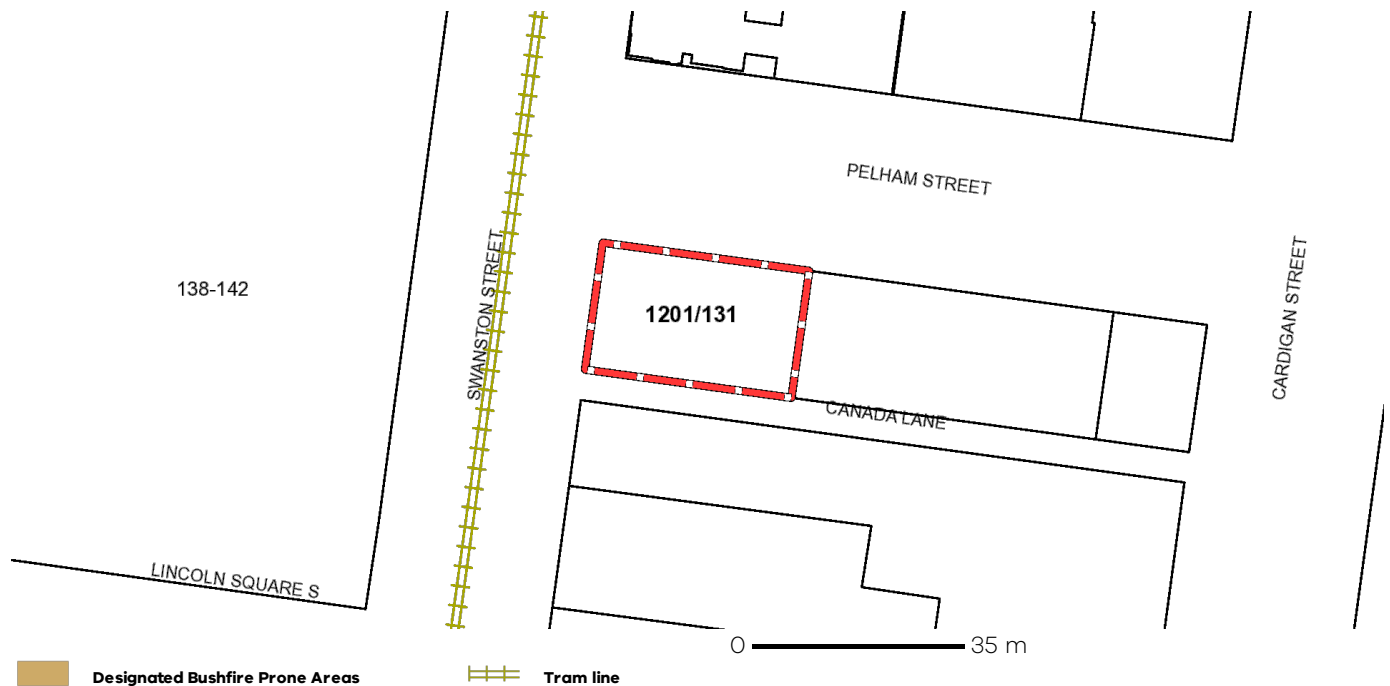 PELHAM STREET
SWANSTON STREET
CARDIGAN STREET
138-142
1201/131
CANADA LANE
LINCOLN SQUARE S
0 35 m
Designated Bushfire Prone Areas
Tram line